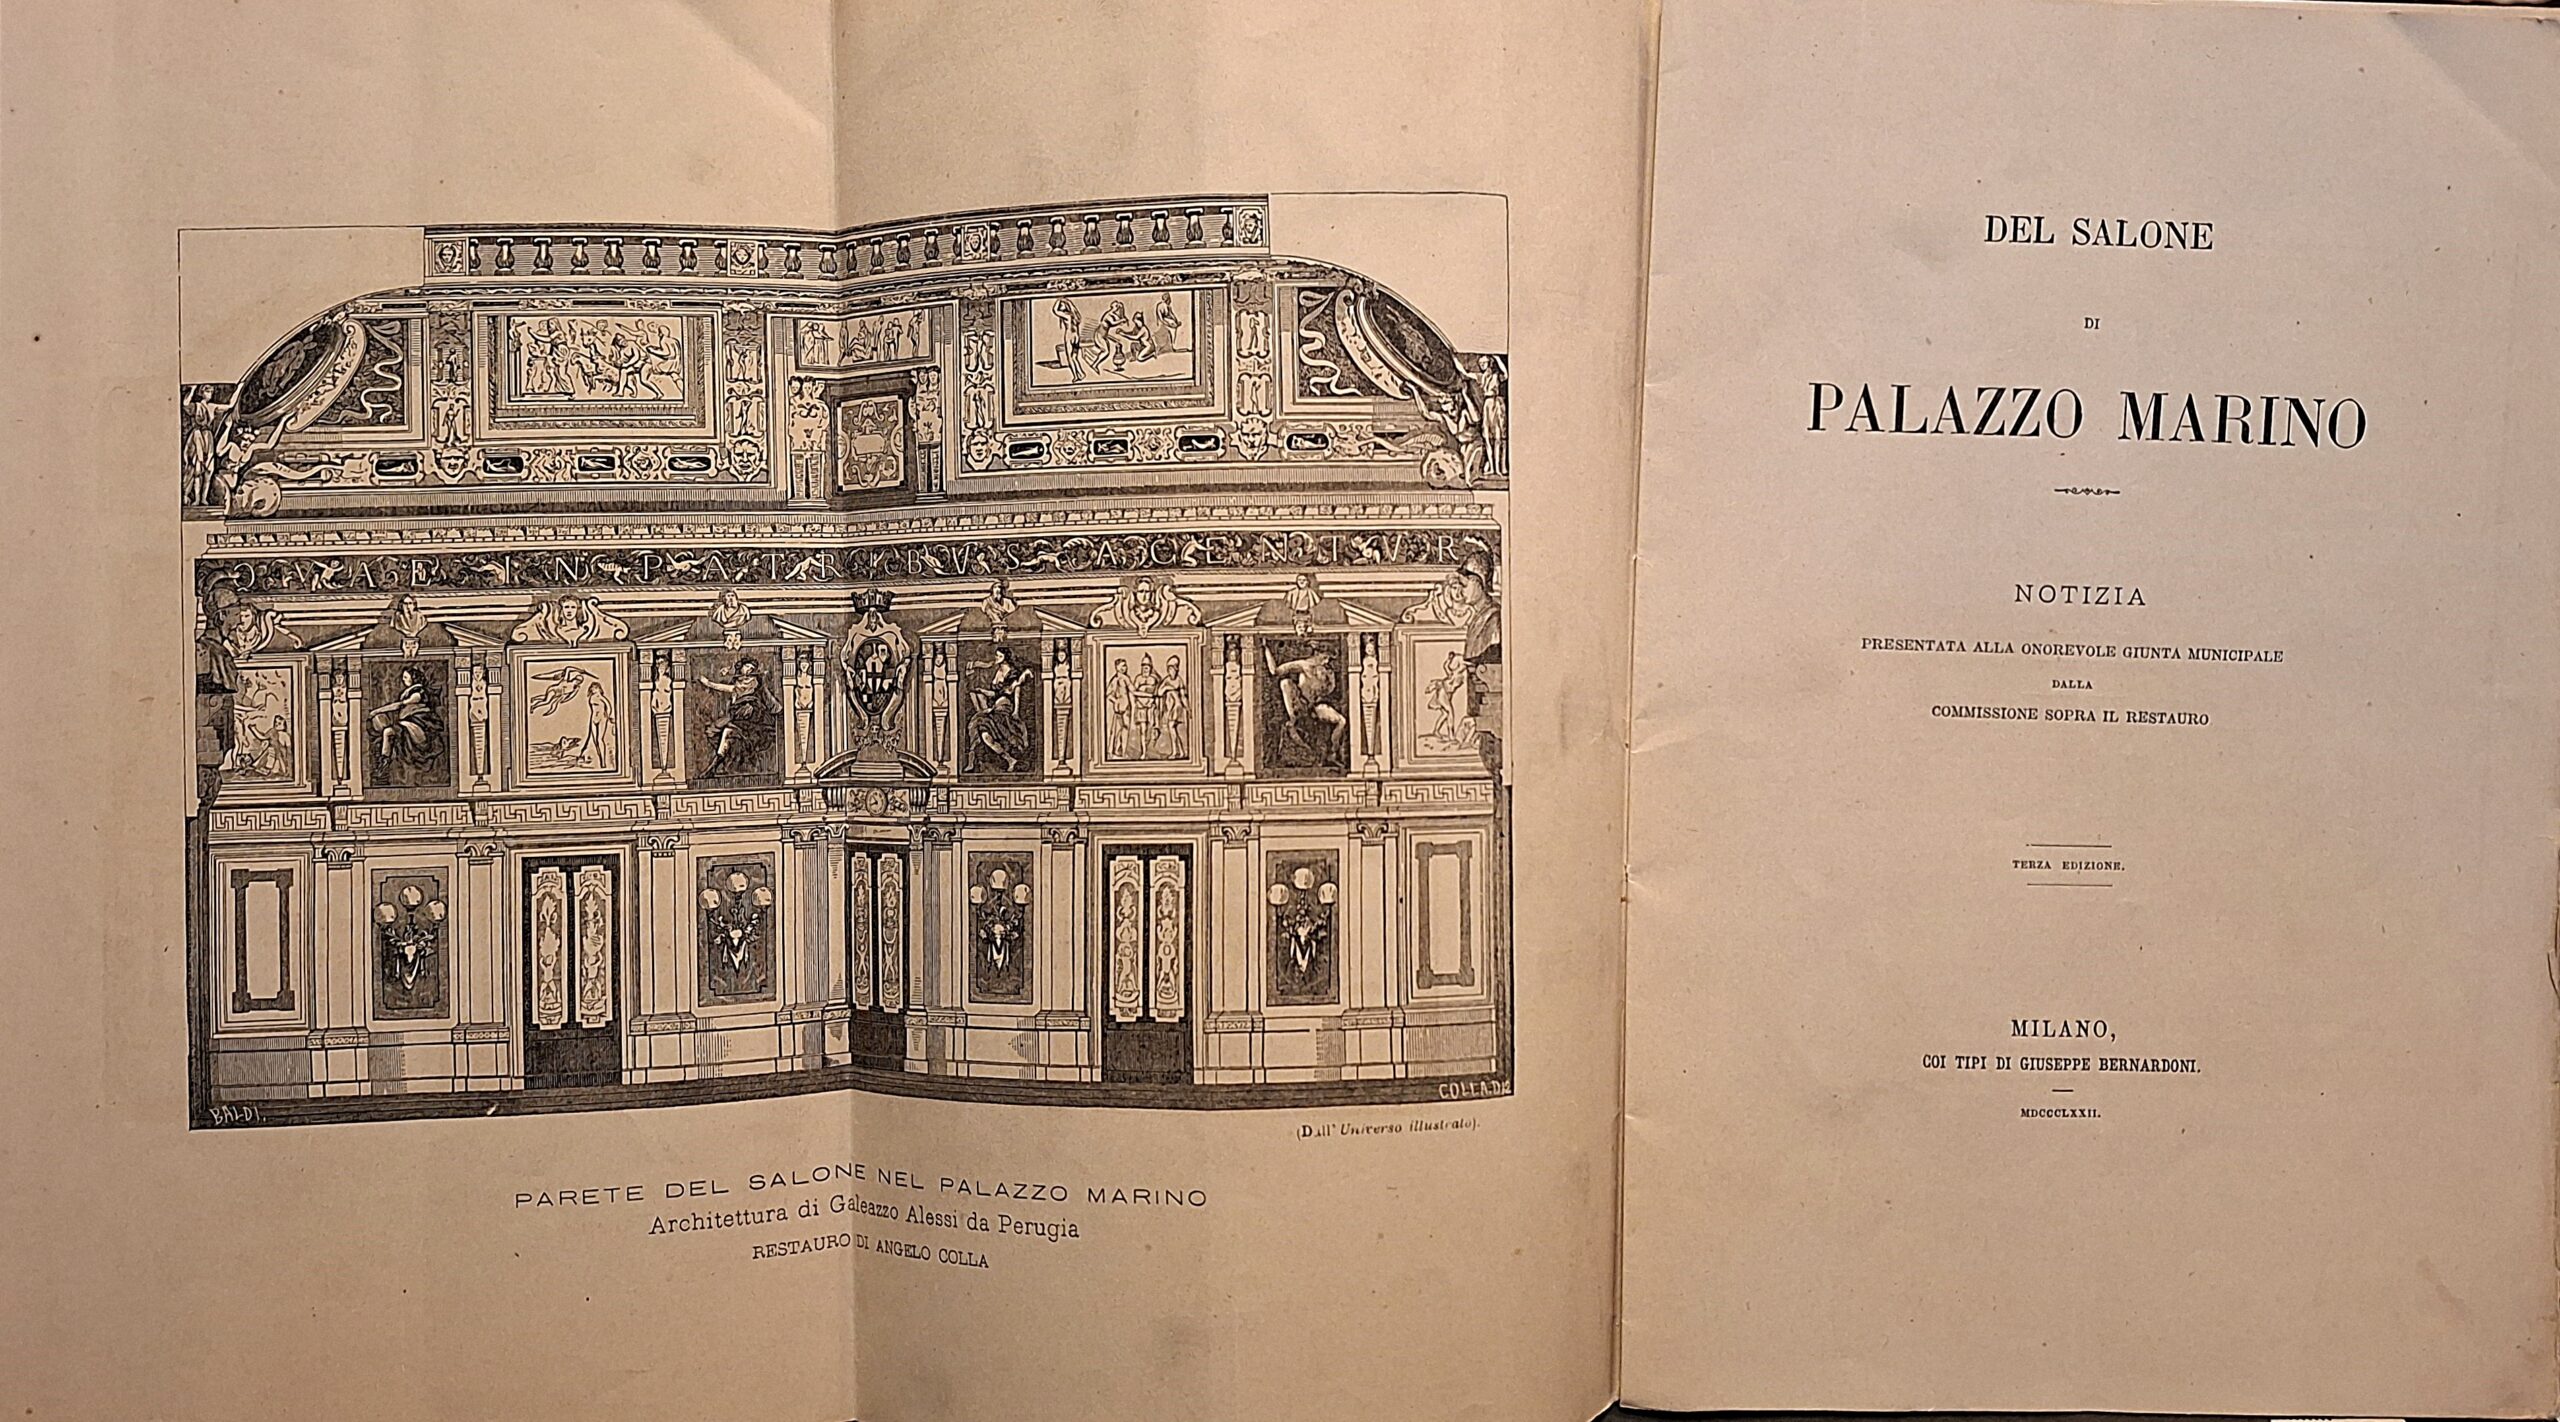 QVAE IN PATRIBVS AGENTVR
BALDI.
COLLA DIS
(Dall' Universo illustrato).
PARETE DEL SALONE NEL PALAZZO MARINO
Architettura di Galeazzo Alessi da Perugia
RESTAURO DI ANGELO COLLA
DEL SALONE
DI
PALAZZO MARINO
NOTIZIA
PRESENTATA ALLA ONOREVOLE GIUNTA MUNICIPALE
DALLA
COMMISSIONE SOPRA IL RESTAURO
TERZA EDIZIONE.
MILANO,
COI TIPI DI GIUSEPPE BERNARDONI.
MDCCCLXXII.